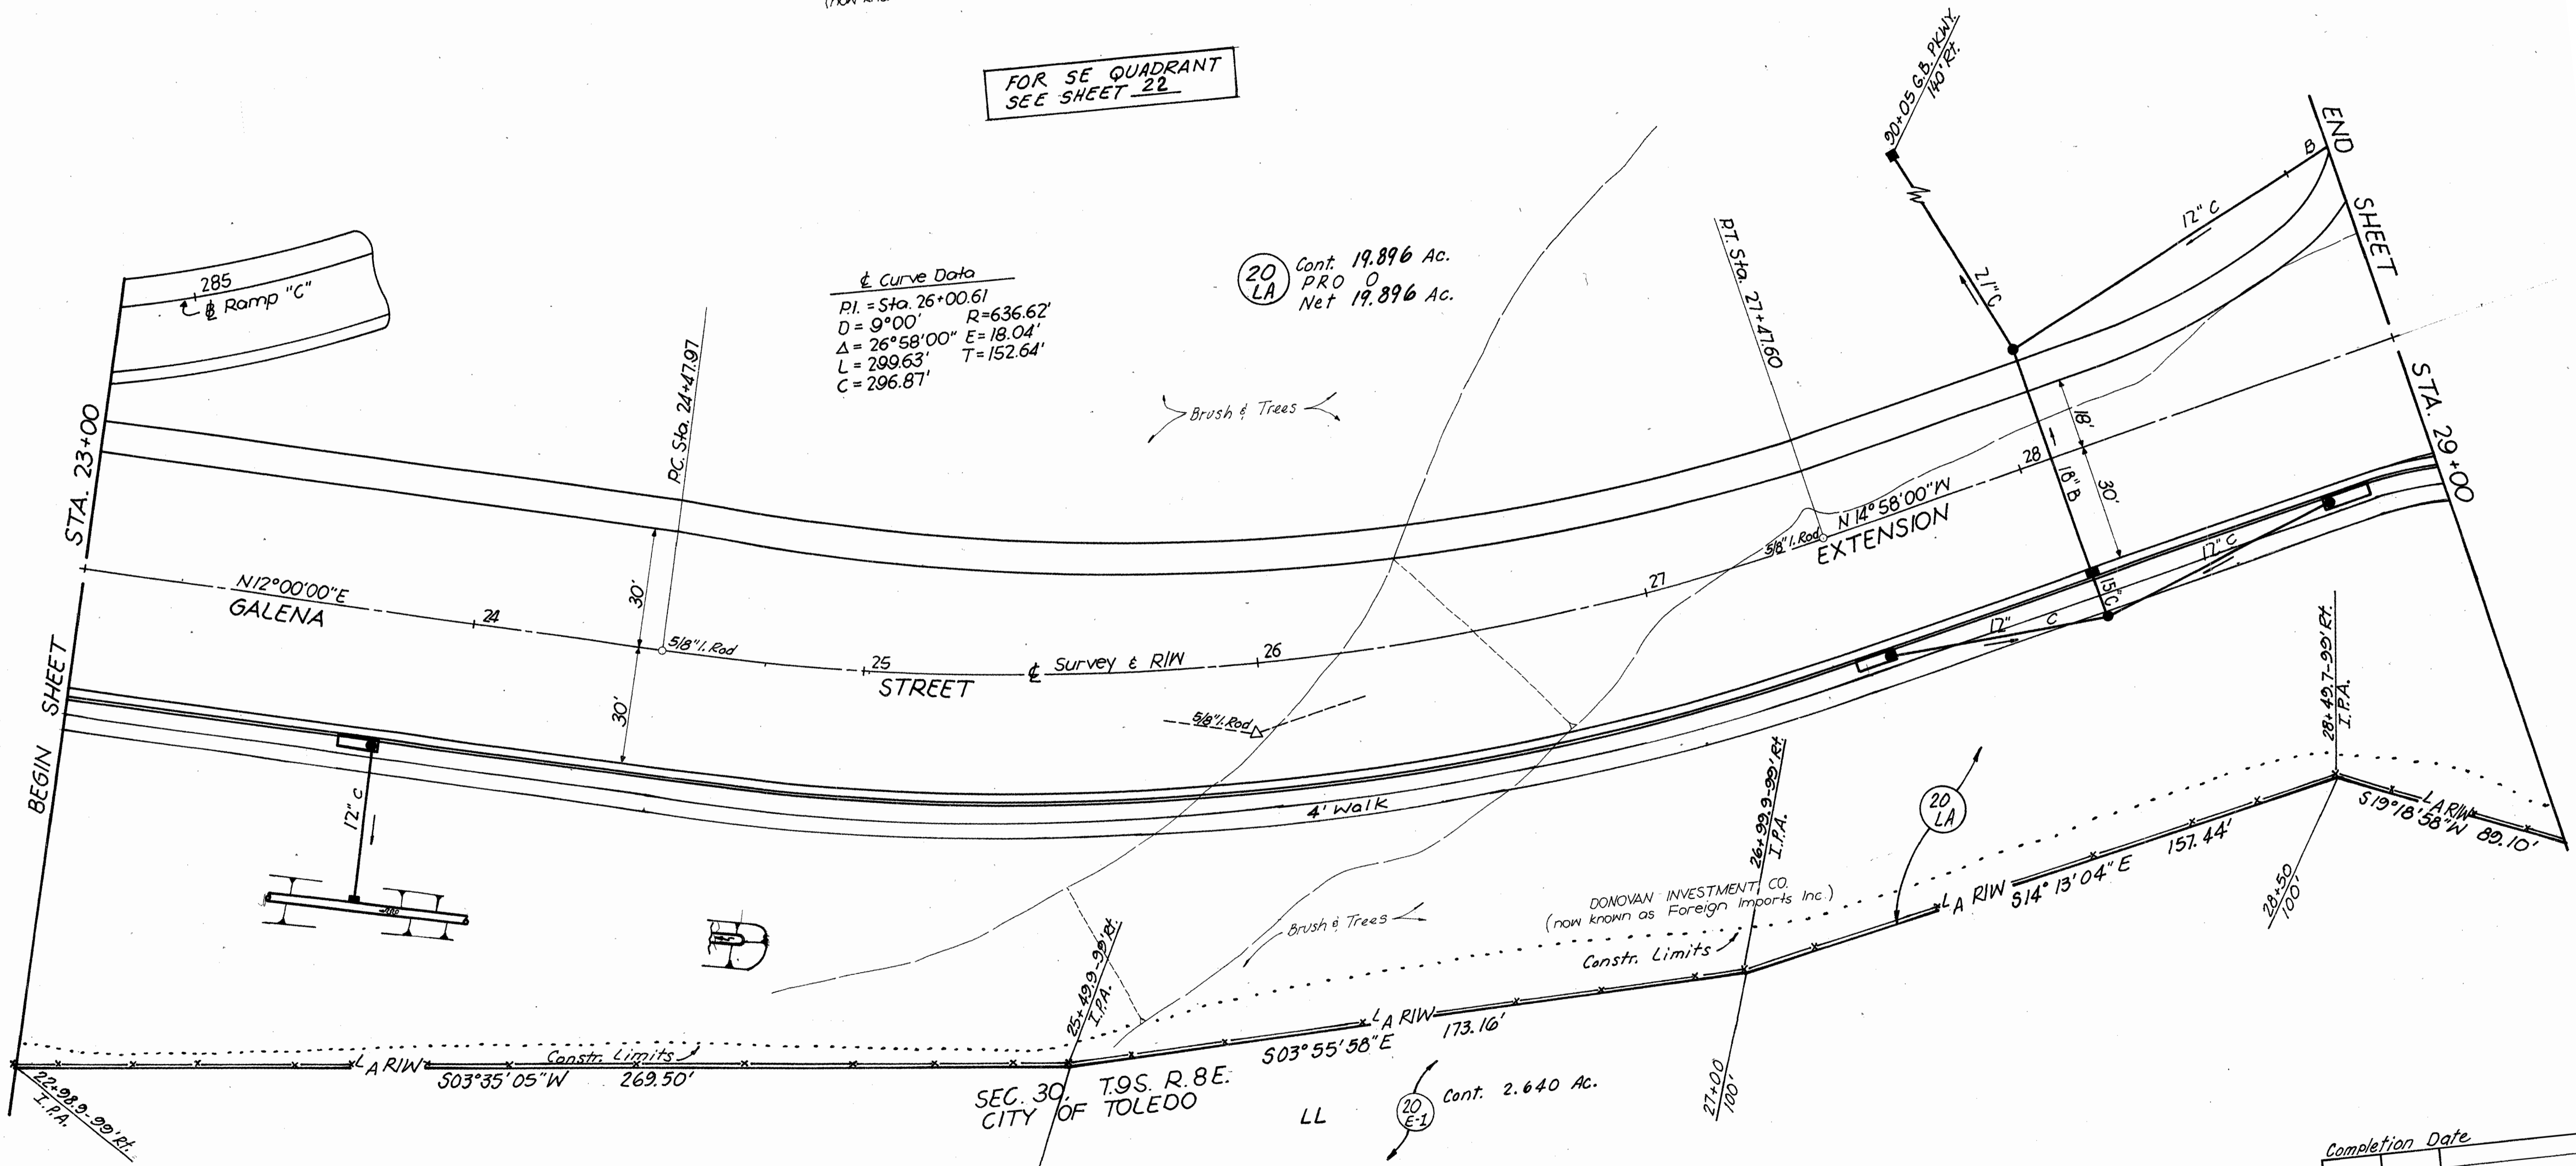 FOR SE QUADRANT
SEE SHEET 22
90+05 G.B. PKWY.
140' Rt.
END SHEET STA. 29+00
B
12" C
21" C
285
℄ Ramp "C"
℄ Curve Data
P.I. = Sta. 26+00.61
D = 9°00' R=636.62'
Δ = 26°58'00" E=18.04'
L = 299.63' T=152.64'
C = 296.87'
20
LA
Cont. 19.896 Ac.
PRO 0
Net 19.896 Ac.
P.T. Sta. 27+47.60
P.C. Sta. 24+47.97
Brush & Trees
BEGIN SHEET STA. 23+00
18'
28
18" B
30'
N14°58'00"W
5/8" I. Rod
EXTENSION
27
15" C
12" C
12" C
N12°00'00"E
GALENA
24
30'
30'
5/8" I. Rod
25
STREET
℄ Survey & R/W
26
5/8" I. Rod
4' Walk
12" C
28+49.7-99' Rt.
I.P.A.
26+99.9-99' Rt.
I.P.A.
20
LA
LA R/W
S19°18'58"W 89.10'
157.44'
LA R/W S14°13'04"E
28+50
100'
DONOVAN INVESTMENT CO.
(now known as Foreign Imports Inc.)
Brush & Trees
Constr. Limits
25+49.9-99' Rt.
I.P.A.
LA R/W
173.16'
S03°55'58"E
Constr. Limits
LA R/W
S03°35'05"W 269.50'
22+98.9-99' Rt.
I.P.A.
SEC. 30, T.9S. R.8E.
CITY OF TOLEDO
LL
20
E-1
Cont. 2.640 Ac.
27+00
100'
Completion Date